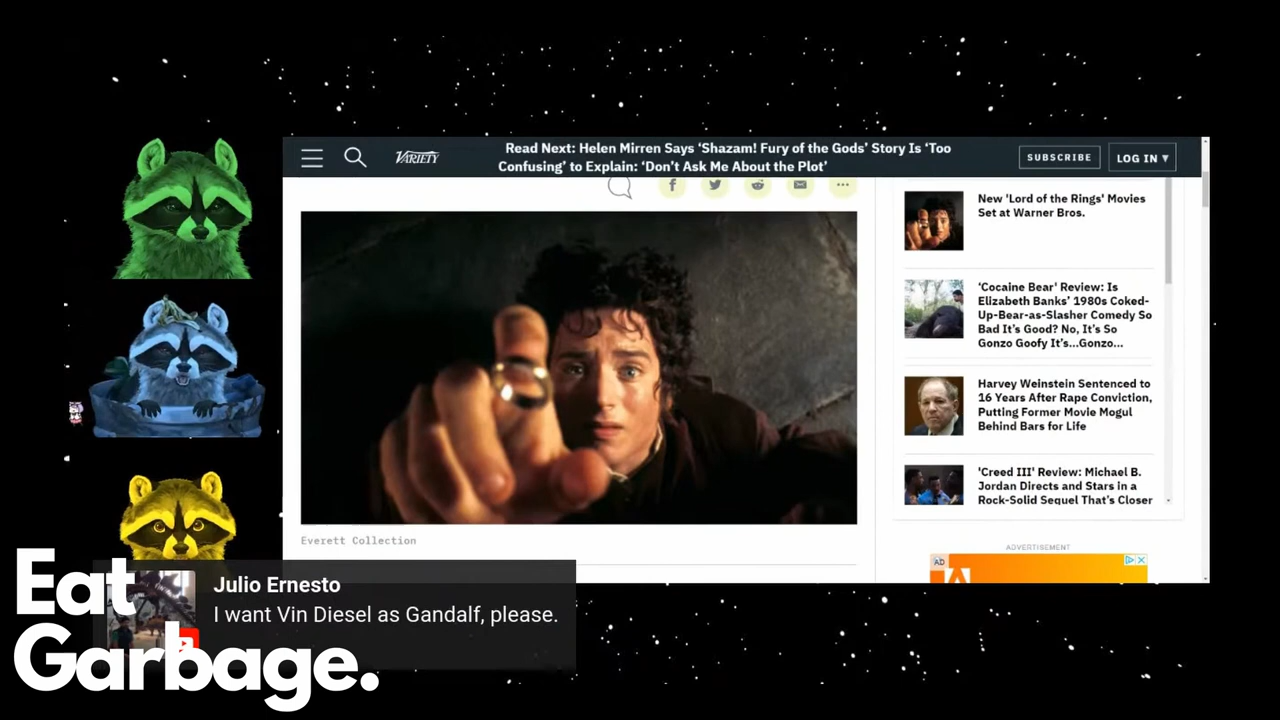 Read Next: Helen Mirren Says ‘Shazam! Fury of the Gods’ Story Is ‘Too
Confusing’ to Explain: ‘Don’t Ask Me About the Plot’
VARIETY
SUBSCRIBE
LOG IN ▾
New 'Lord of the Rings' Movies
Set at Warner Bros.
‘Cocaine Bear’ Review: Is
Elizabeth Banks’ 1980s Coked-
Up-Bear-as-Slasher Comedy So
Bad It’s Good? No, It’s So
Gonzo Goofy It’s...Gonzo...
Harvey Weinstein Sentenced to
16 Years After Rape Conviction,
Putting Former Movie Mogul
Behind Bars for Life
'Creed III' Review: Michael B.
Jordan Directs and Stars in a
Rock-Solid Sequel That’s Closer
Everett Collection
ADVERTISEMENT
AD
Julio Ernesto
I want Vin Diesel as Gandalf, please.
Eat
Garbage.